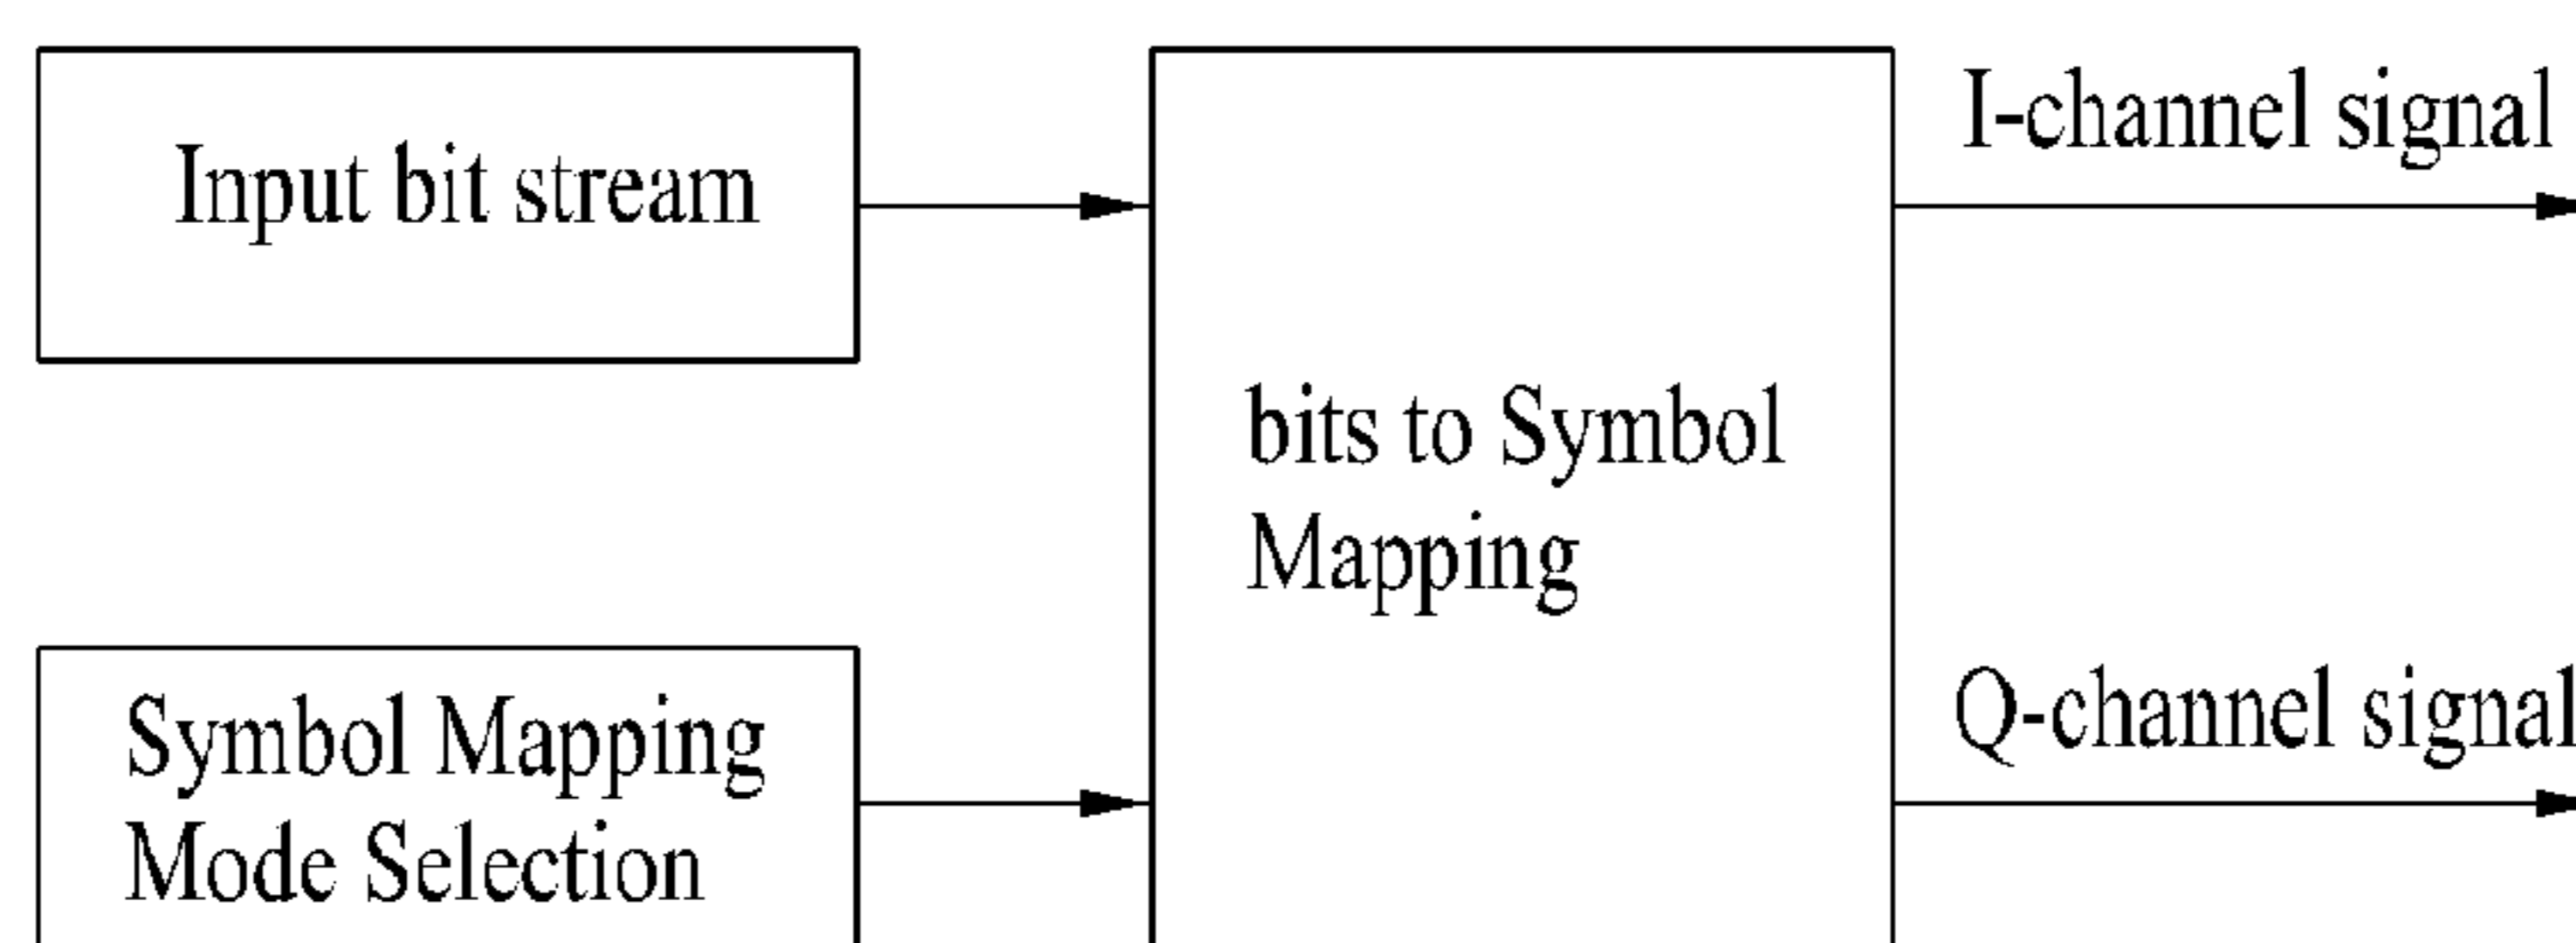 Input bit stream
I-channel signal
bits to Symbol
Mapping
Symbol Mapping
Mode Selection
Q-channel signal